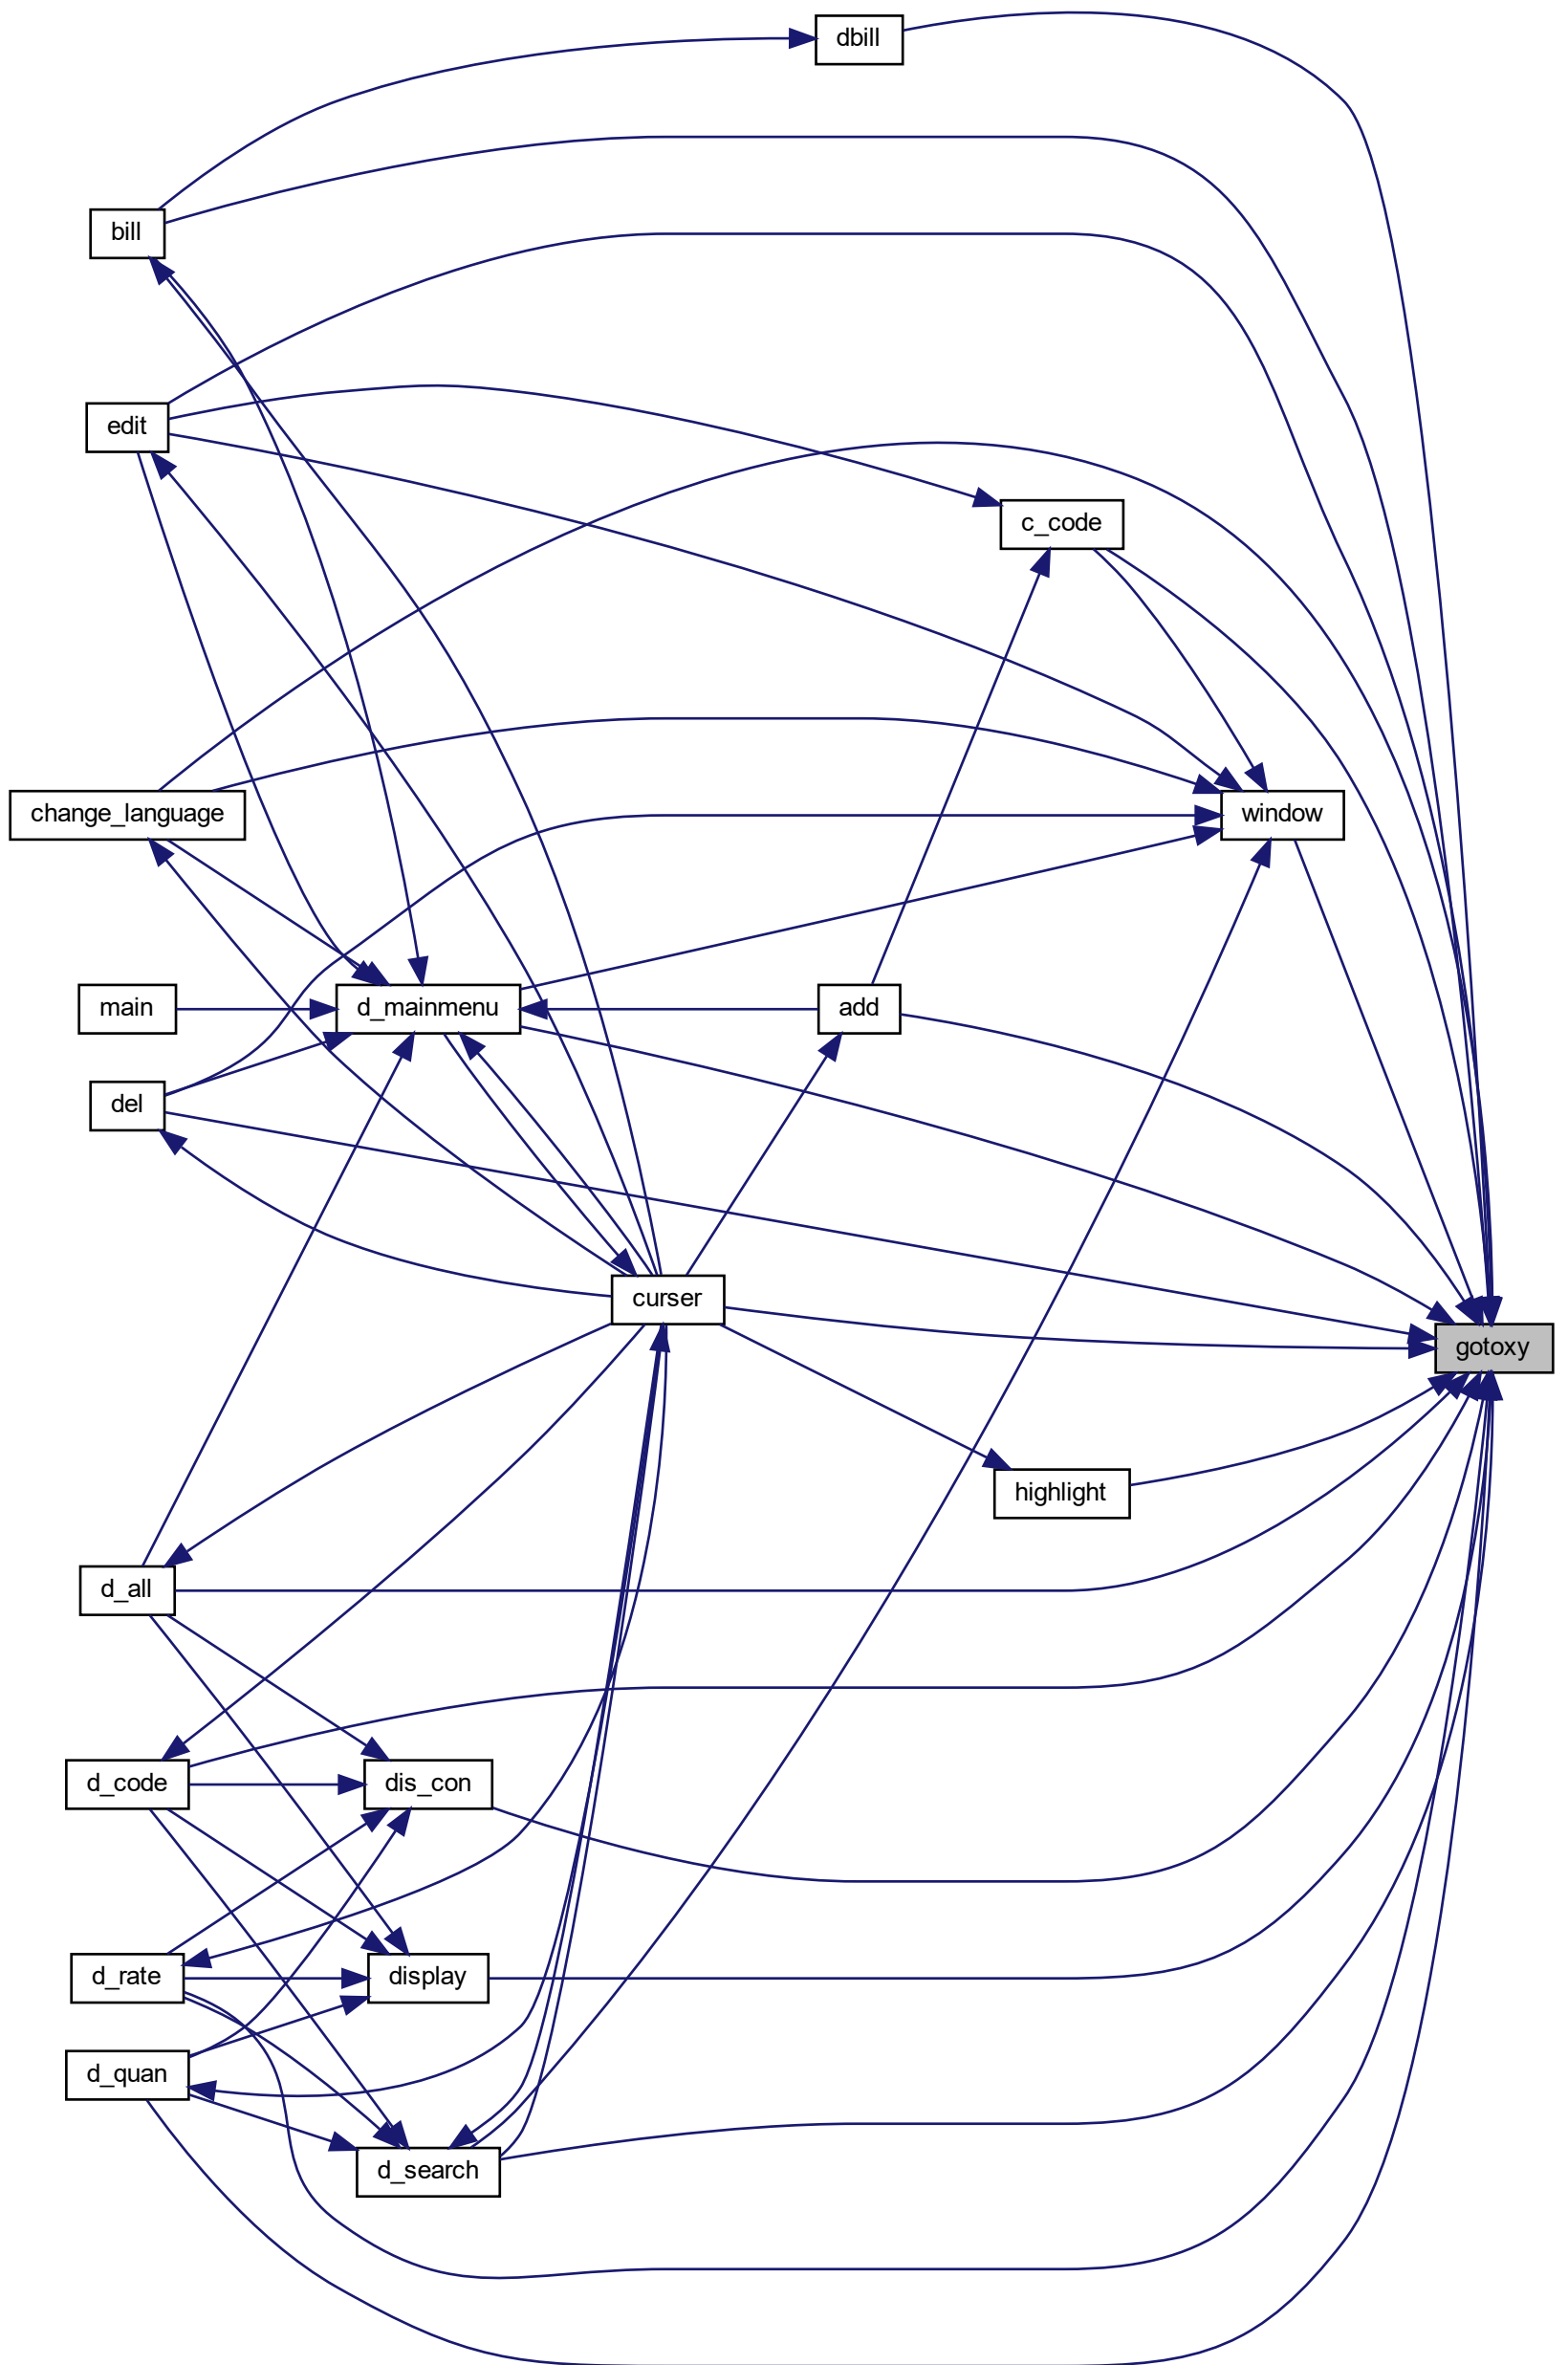 dbill
bill
edit
c_code
change_language
window
main
d_mainmenu
add
del
curser
gotoxy
highlight
d_all
d_code
dis_con
d_rate
display
d_quan
d_search